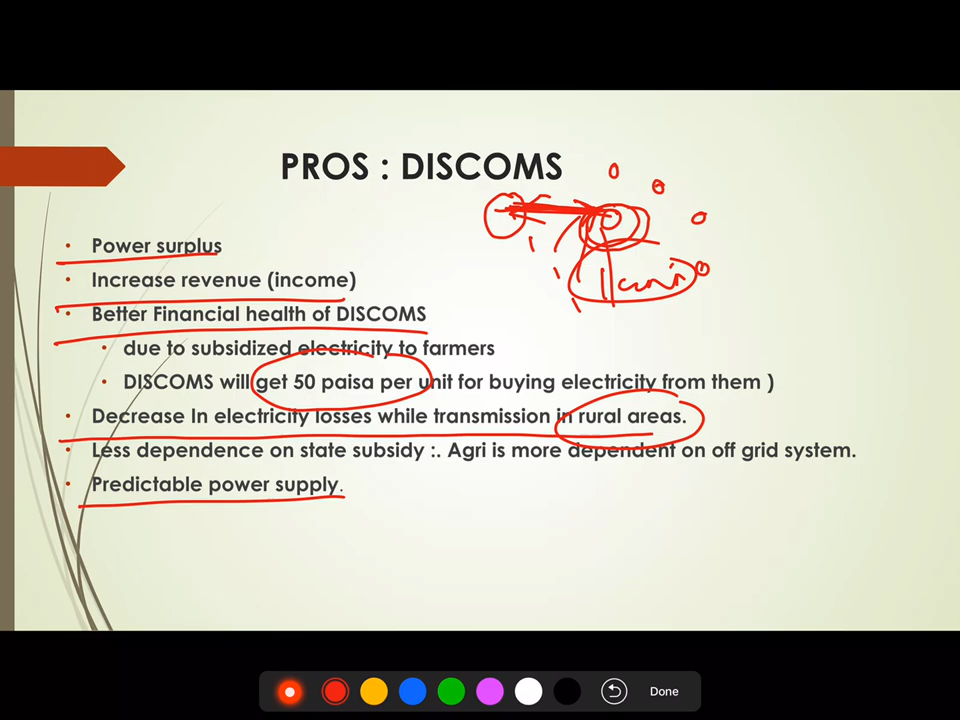 PROS : DISCOMS
• Power surplus
• Increase revenue (income)
• Better Financial health of DISCOMS
• due to subsidized electricity to farmers
• DISCOMS will get 50 paisa per unit for buying electricity from them )
• Decrease In electricity losses while transmission in rural areas.
• Less dependence on state subsidy :. Agri is more dependent on off grid system.
• Predictable power supply.
Done